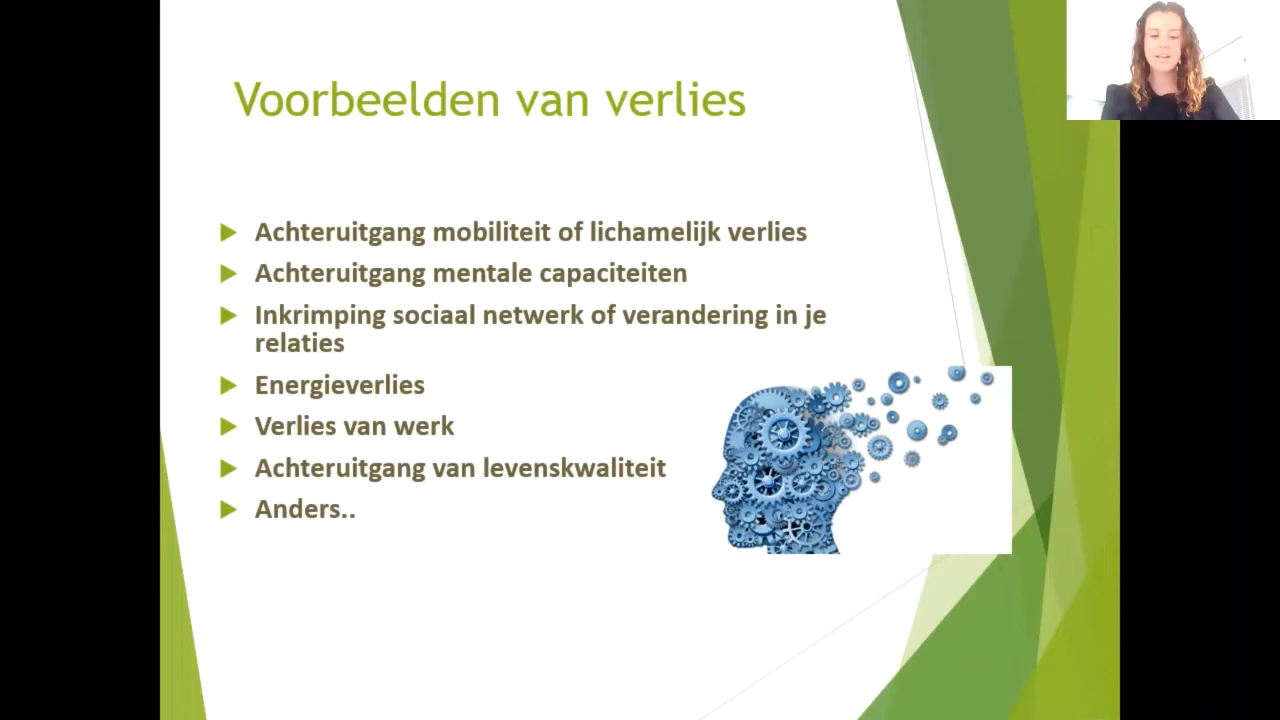 Voorbeelden van verlies
Achteruitgang mobiliteit of lichamelijk verlies
Achteruitgang mentale capaciteiten
Inkrimping sociaal netwerk of verandering in je
relaties
Energieverlies
Verlies van werk
Achteruitgang van levenskwaliteit
Anders..